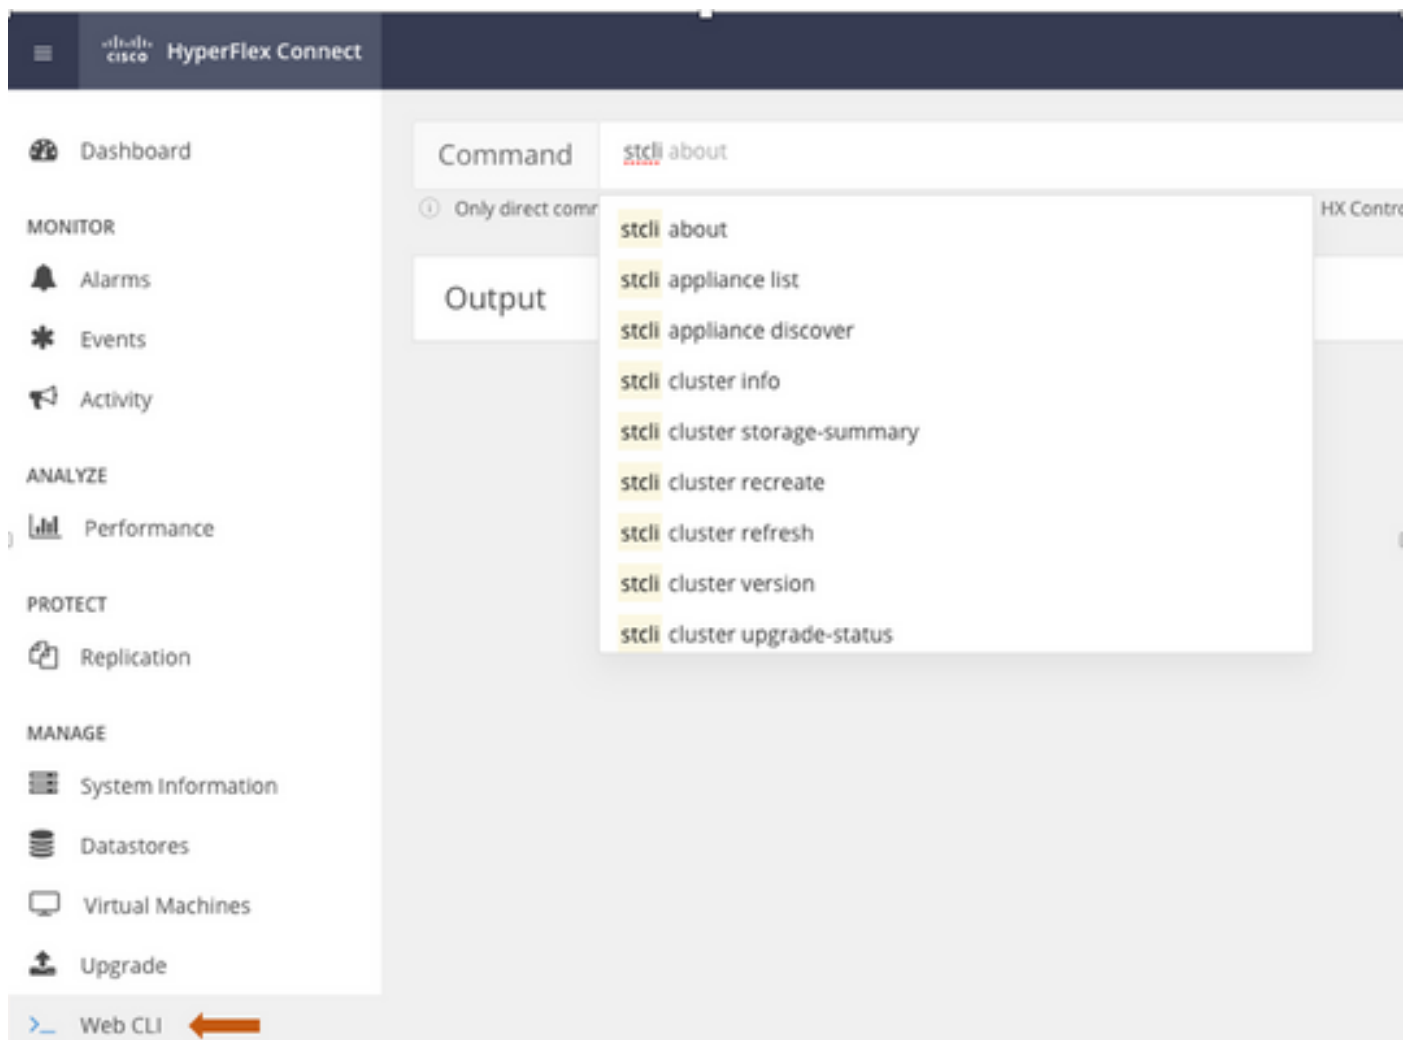 cisco HyperFlex Connect
Dashboard
MONITOR
Alarms
Events
Activity
ANALYZE
Performance
PROTECT
Replication
MANAGE
System Information
Datastores
Virtual Machines
Upgrade
>_ Web CLI
Command stcli about
Only direct HX
stcli about
stcli appliance list
stcli appliance discover
stcli cluster info
stcli cluster storage-summary
stcli cluster recreate
stcli cluster refresh
stcli cluster version
stcli cluster upgrade-status
Output